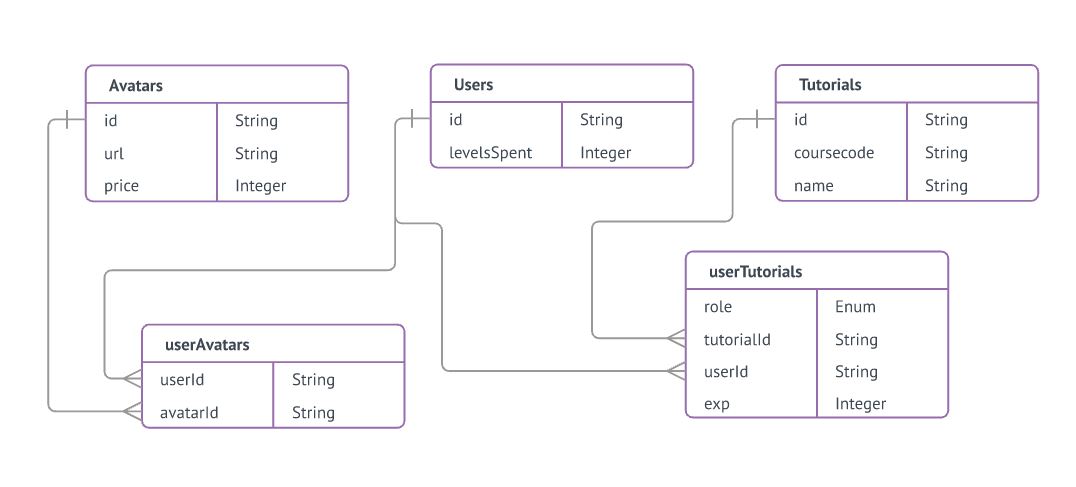 Avatars
id String
url String
price Integer
Users
id String
levelsSpent Integer
Tutorials
id String
coursecode String
name String
userAvatars
userId String
avatarId String
userTutorials
role Enum
tutorialId String
userId String
exp Integer